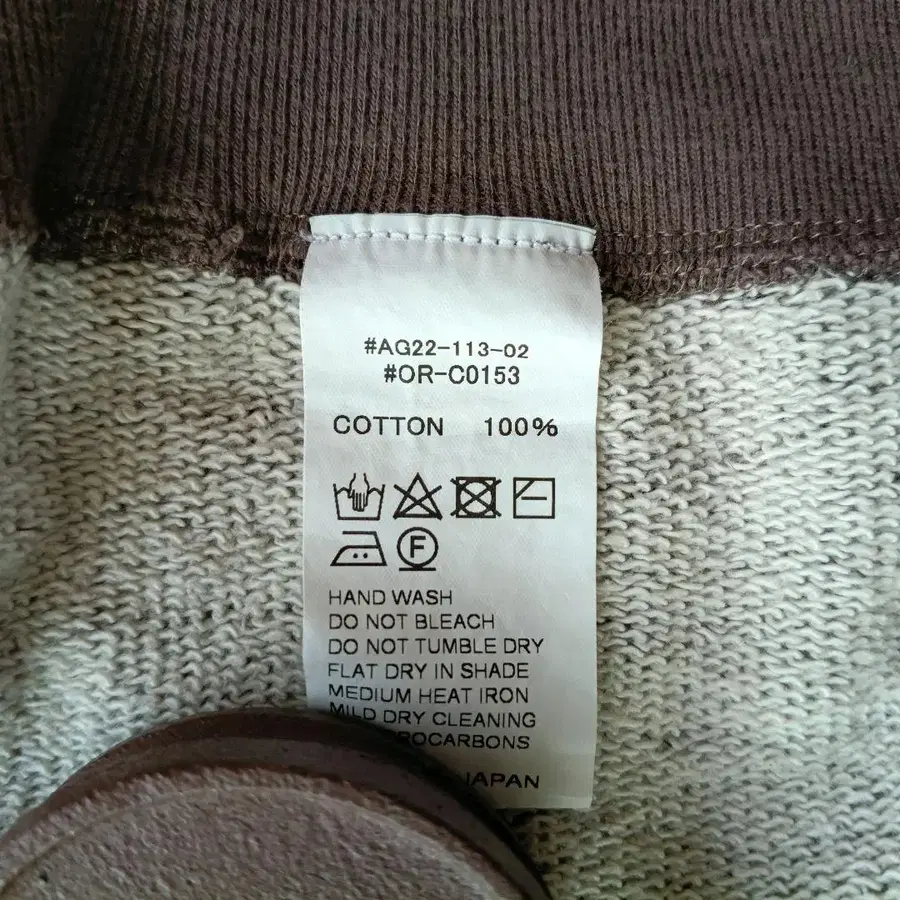 #AG22-113-02
#OR-C0153
COTTON 100%
F
HAND WASH
DO NOT BLEACH
DO NOT TUMBLE DRY
FLAT DRY IN SHADE
MEDIUM HEAT IRON
MILD DRY CLEANING
JAPAN